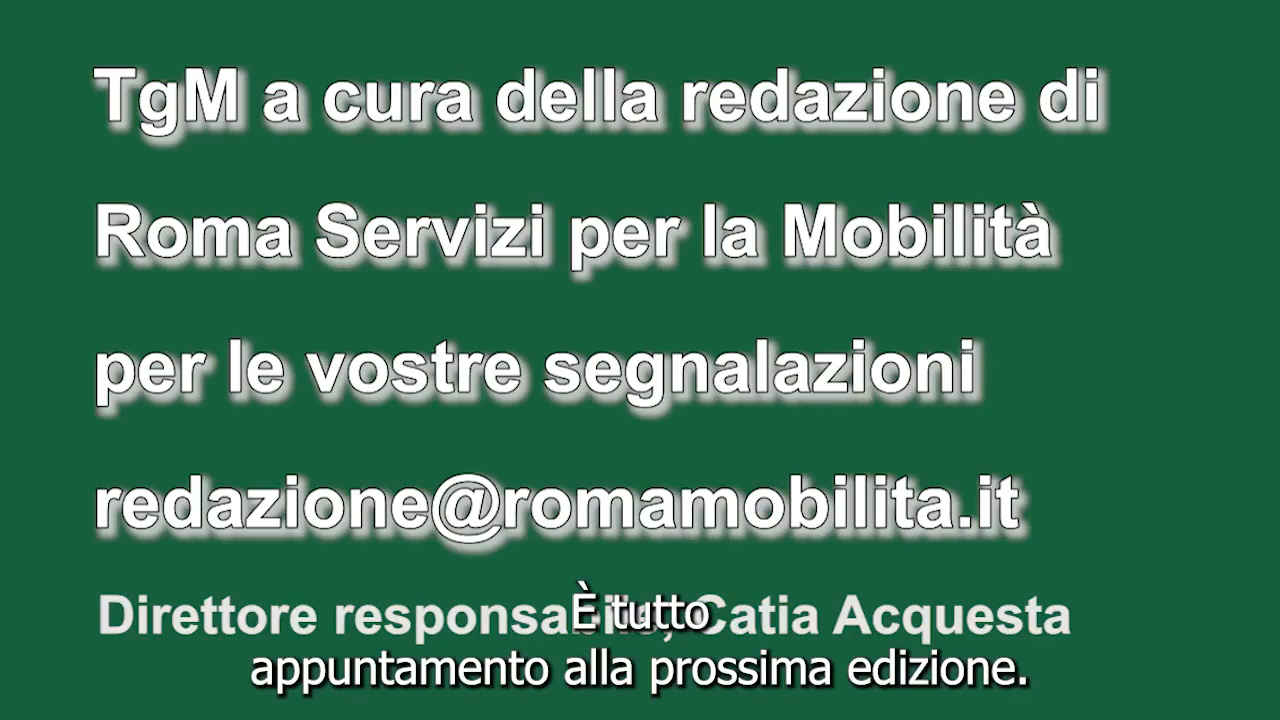 TgM a cura della redazione di
Roma Servizi per la Mobilità
per le vostre segnalazioni
redazione@romamobilita.it
Direttore responsabile, Catia Acquesta
È tutto
appuntamento alla prossima edizione.